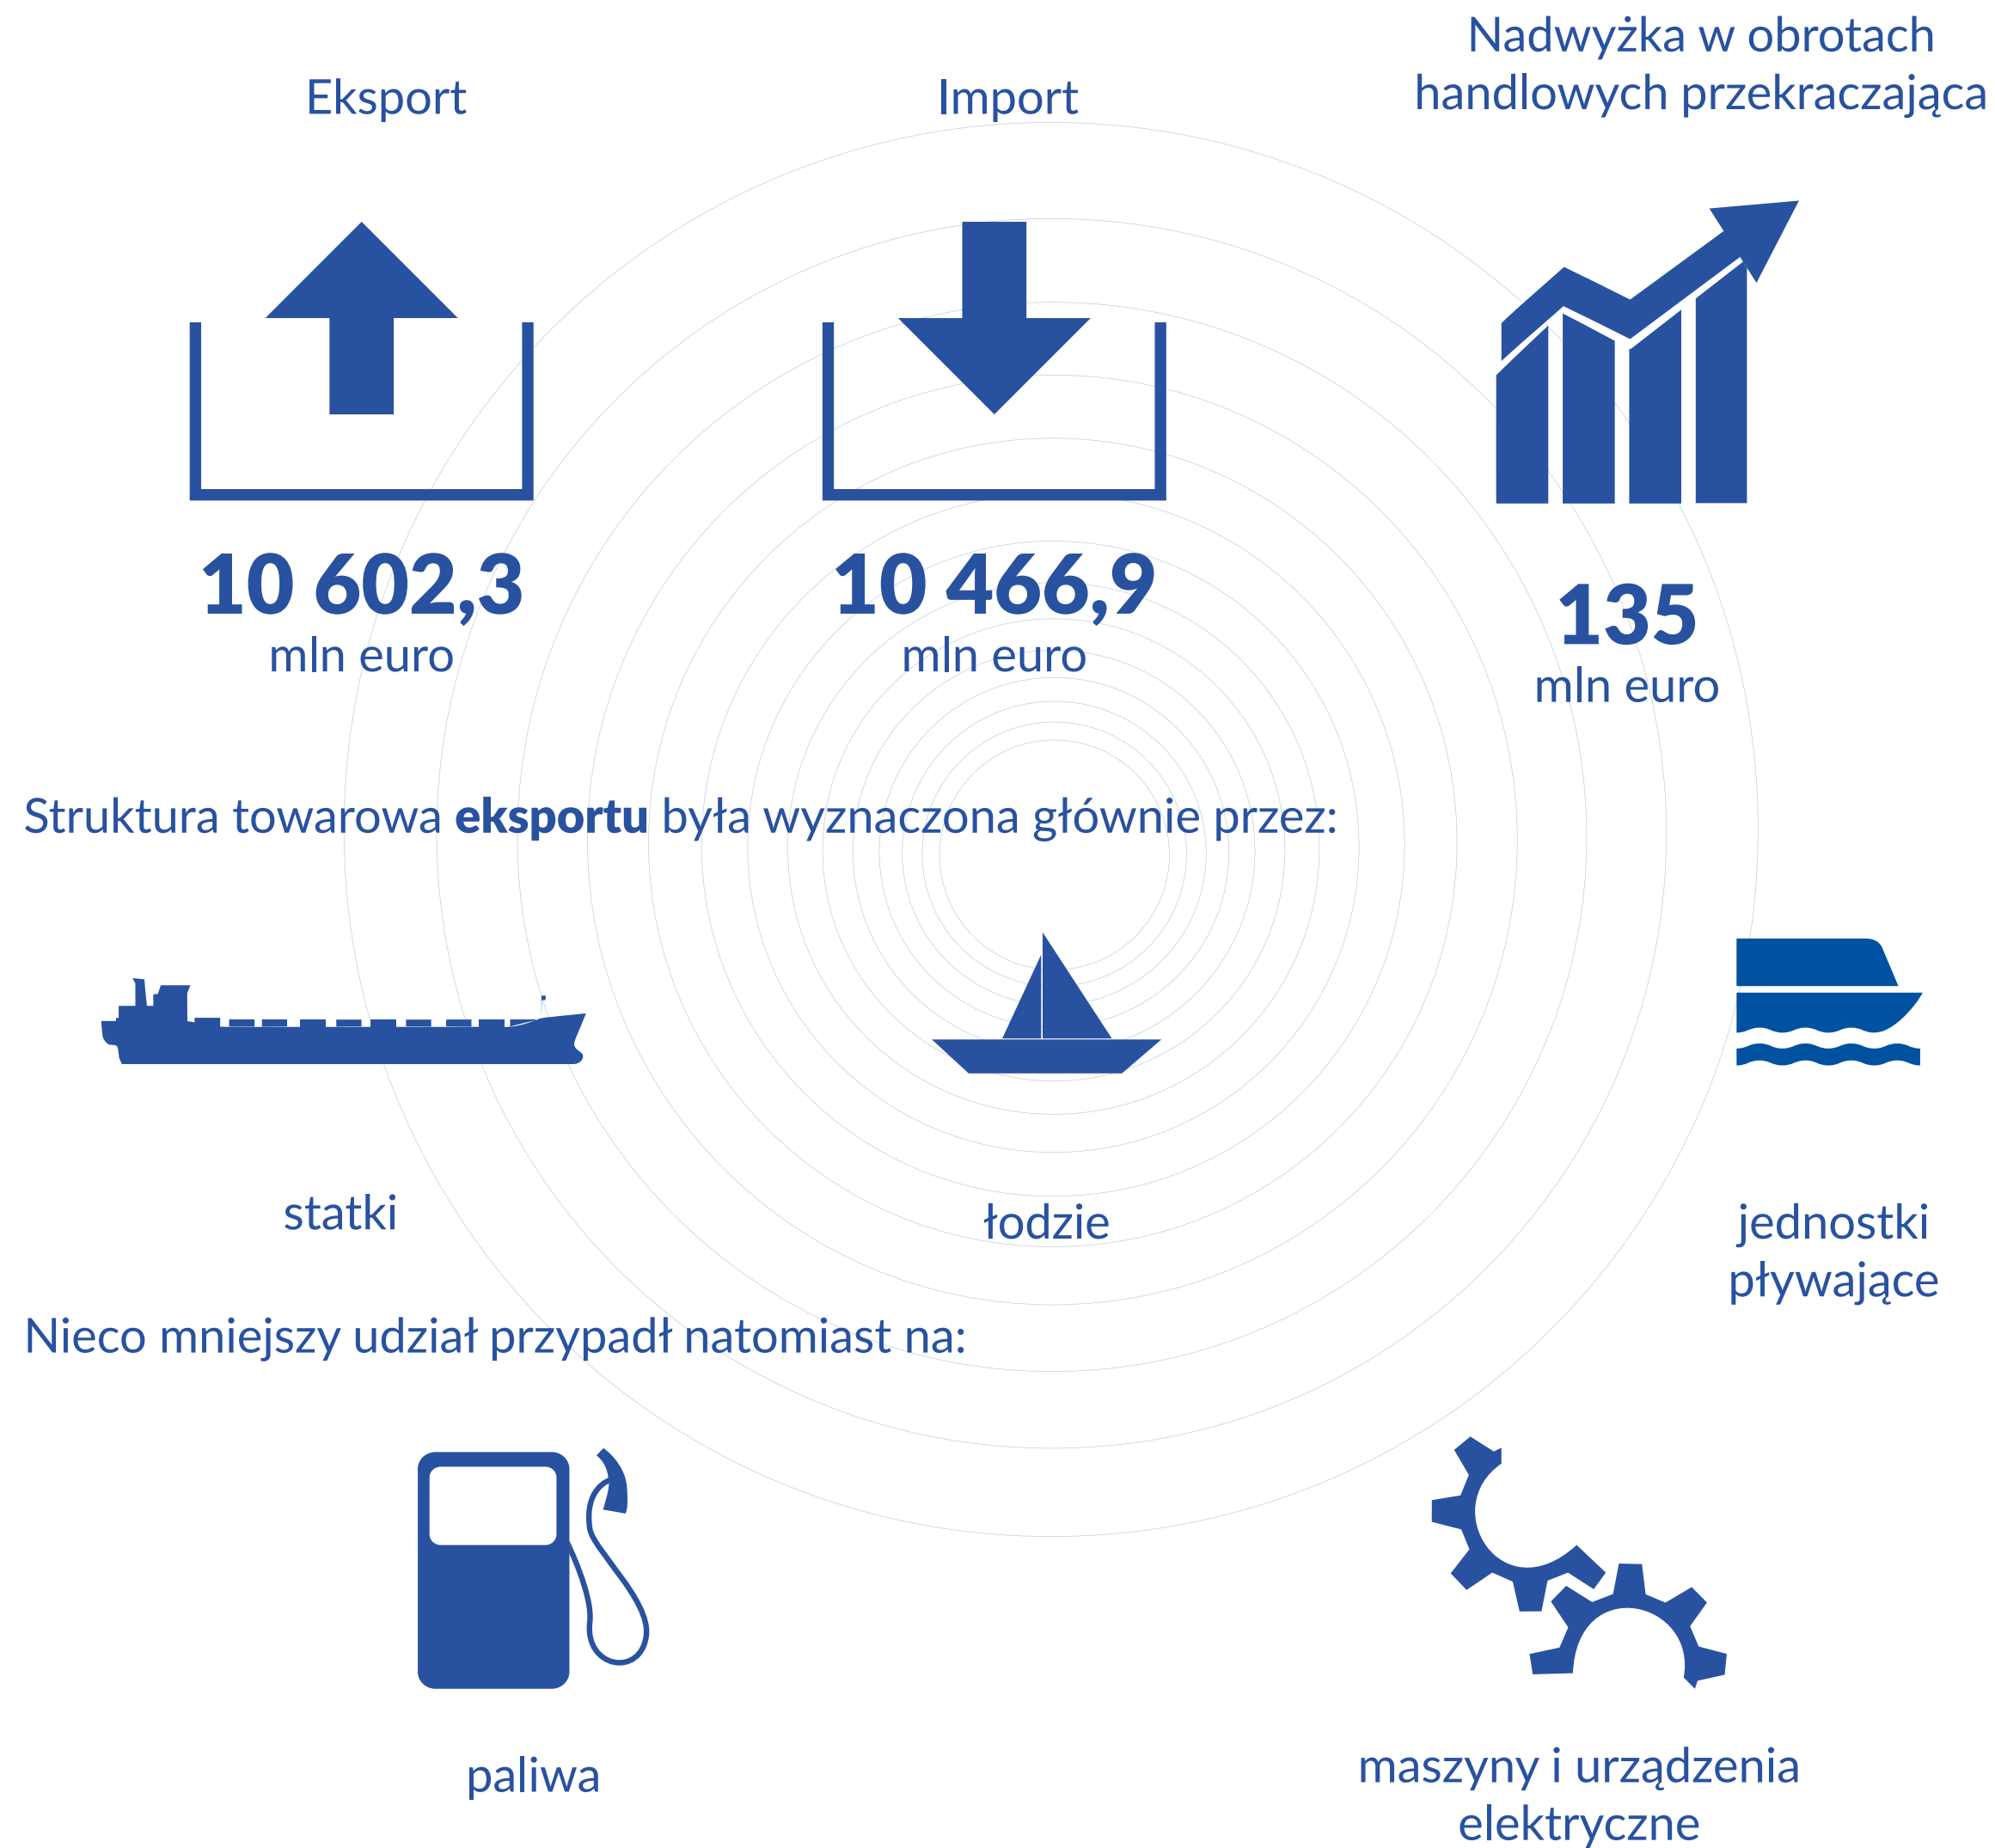 Eksport
Import
Nadwyżka w obrotach
handlowych przekraczająca
10 602,3
mln euro
10 466,9
mln euro
135
mln euro
Struktura towarowa eksportu była wyznaczona głównie przez:
statki
łodzie
jednostki
pływające
Nieco mniejszy udział przypadł natomiast na:
paliwa
maszyny i urządzenia
elektryczne